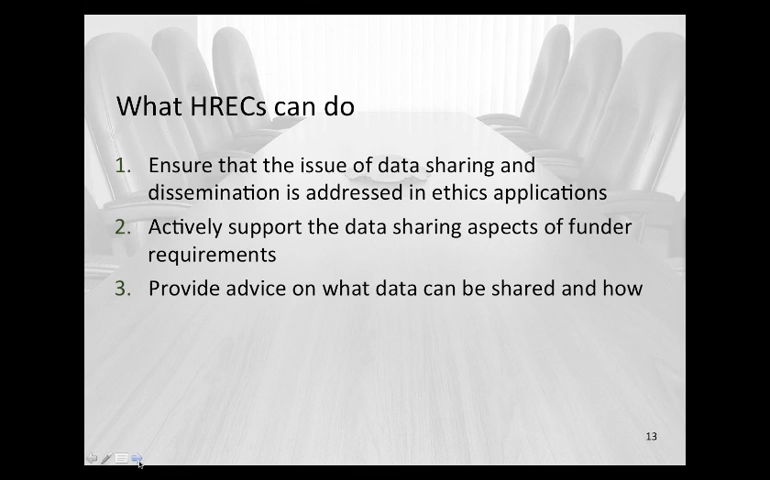 What HRECs can do
1. Ensure that the issue of data sharing and
dissemination is addressed in ethics applications
2. Actively support the data sharing aspects of funder
requirements
3. Provide advice on what data can be shared and how
13